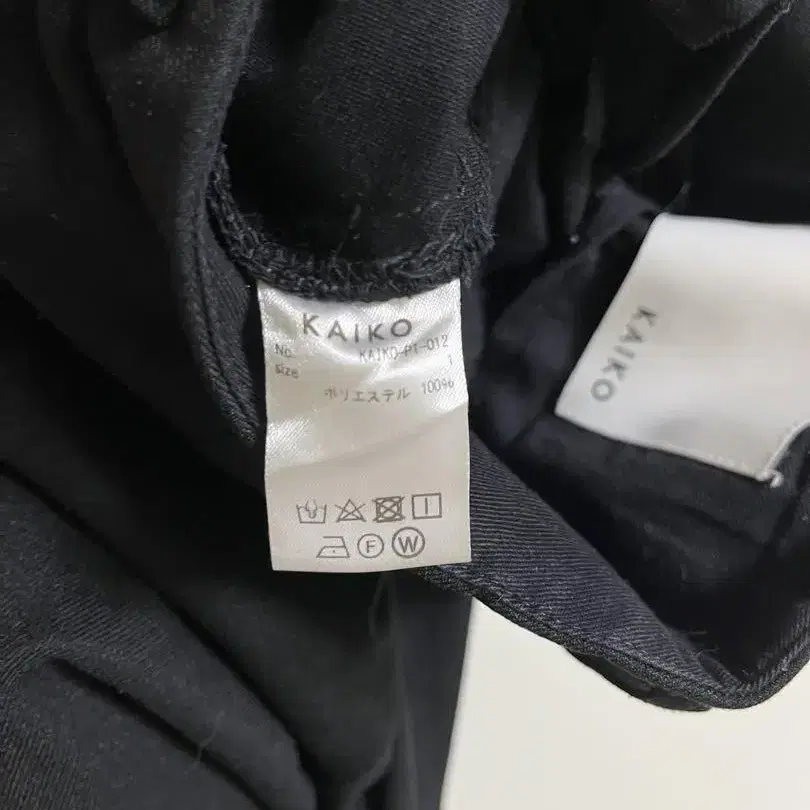 KAIKO
No. KAIKO-PT-012
size 1
ポリエステル 100%
F W
KAIKO